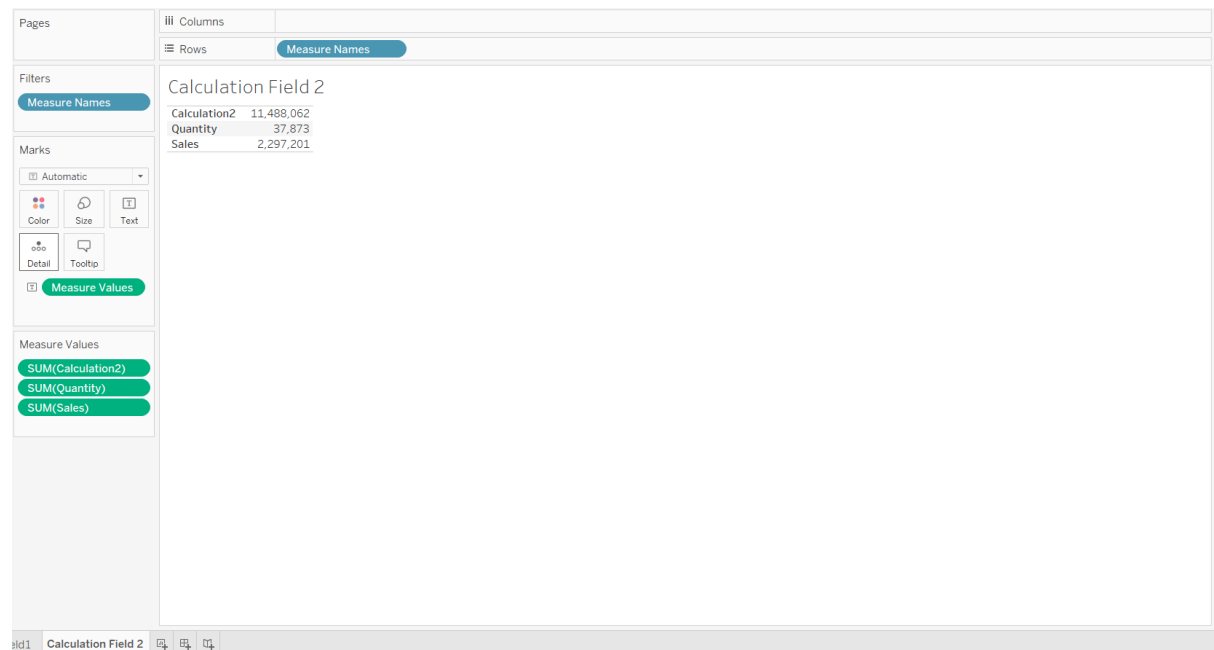 Pages
Columns
Rows
Measure Names
Filters
Measure Names
Marks
Automatic
Color
Size
Text
Detail
Tooltip
Measure Values
Measure Values
SUM(Calculation2)
SUM(Quantity)
SUM(Sales)
Calculation Field 2
Calculation2 11,488,062
Quantity 37,873
Sales 2,297,201
eld1 Calculation Field 2